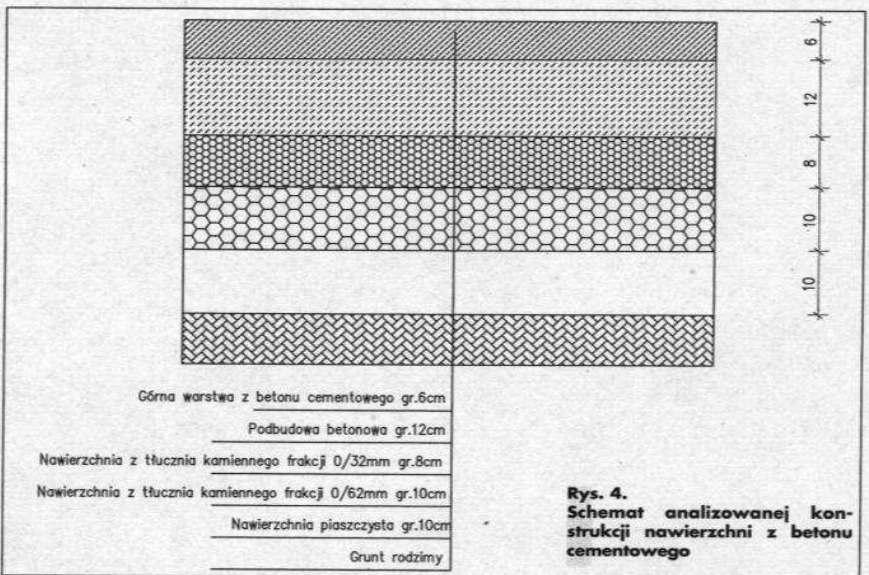 6
12
8
10
10
Górna warstwa z betonu cementowego gr.6cm
Podbudowa betonowa gr.12cm
Nawierzchnia z tłucznia kamiennego frakcji 0/32mm gr.8cm
Nawierzchnia z tłucznia kamiennego frakcji 0/62mm gr.10cm
Nawierzchnia piaszczysta gr.10cm
Grunt rodzimy
Rys. 4.
Schemat analizowanej kon-
strukcji nawierzchni z betonu
cementowego